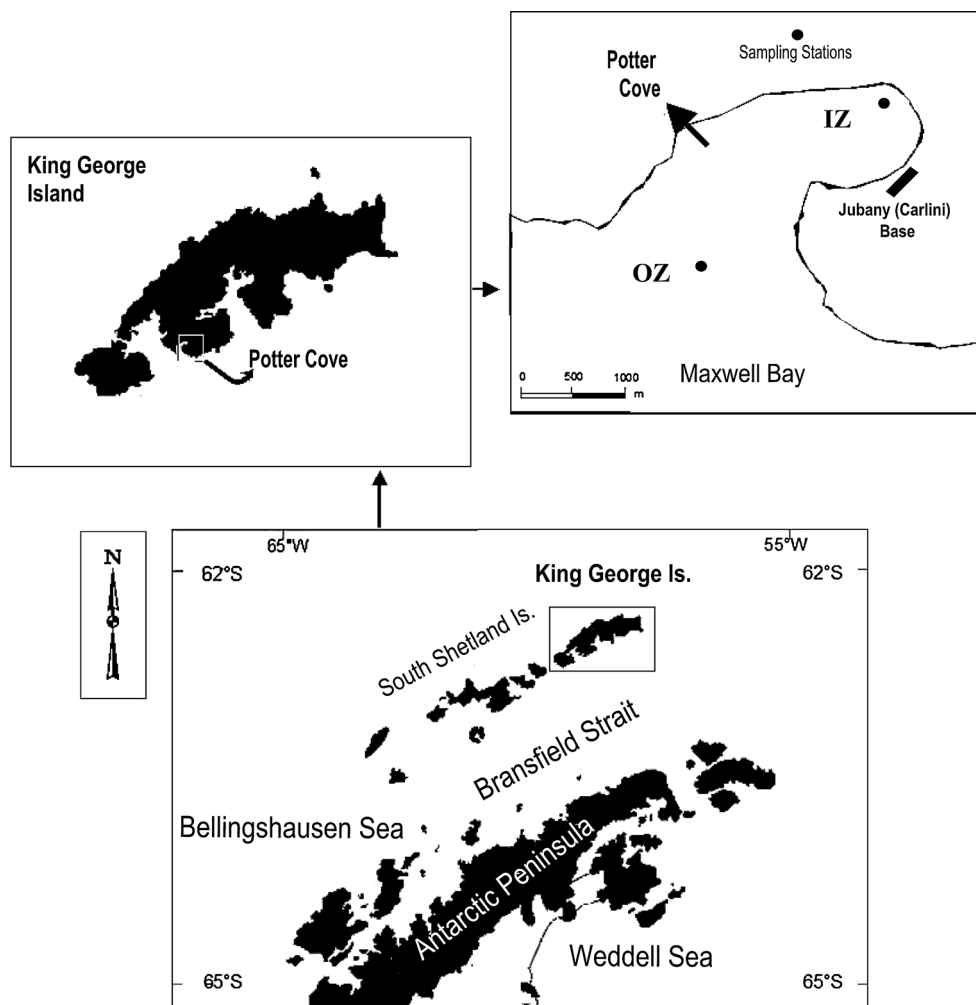 Sampling Stations
Potter
Cove
IZ
Jubany (Carlini)
Base
OZ
Maxwell Bay
0 500 1000
m
King George
Island
Potter Cove
N
65°W
55°W
62°S
62°S
King George Is.
South Shetland Is.
Bransfield Strait
Bellingshausen Sea
Antarctic Peninsula
Weddell Sea
65°S
65°S